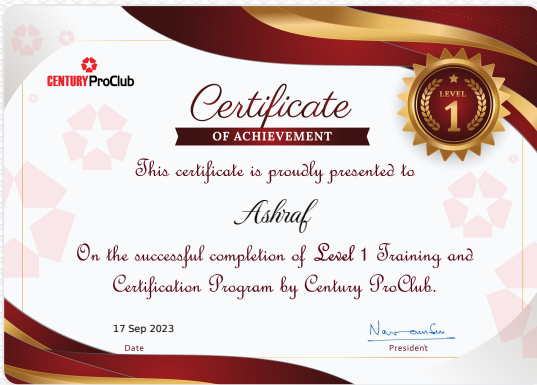 CENTURY ProClub
Certificate
OF ACHIEVEMENT
LEVEL
1
This certificate is proudly presented to
Ashraf
On the successful completion of Level 1 Training and
Certification Program by Century ProClub.
17 Sep 2023
Date
President